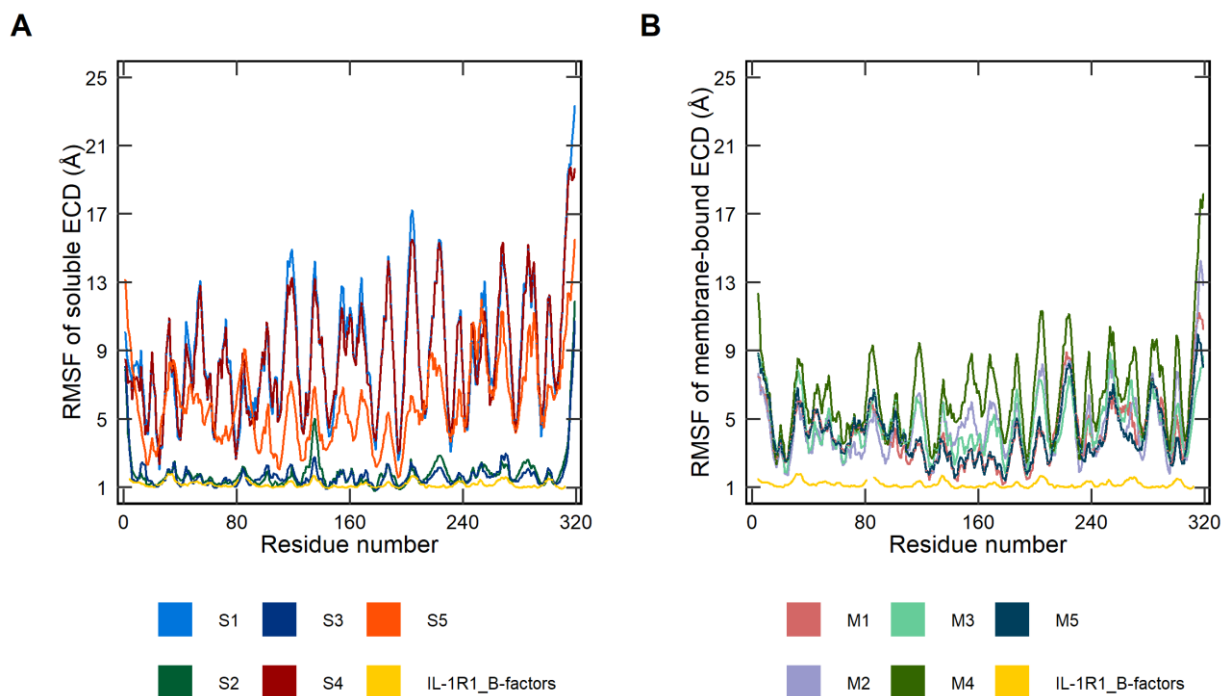 A
B
RMSF of soluble ECD (Å)
25
21
17
13
9
5
1
0
80
160
240
320
Residue number
RMSF of membrane-bound ECD (Å)
25
21
17
13
9
5
1
0
80
160
240
320
Residue number
S1
S3
S5
S2
S4
IL-1R1_B-factors
M1
M3
M5
M2
M4
IL-1R1_B-factors